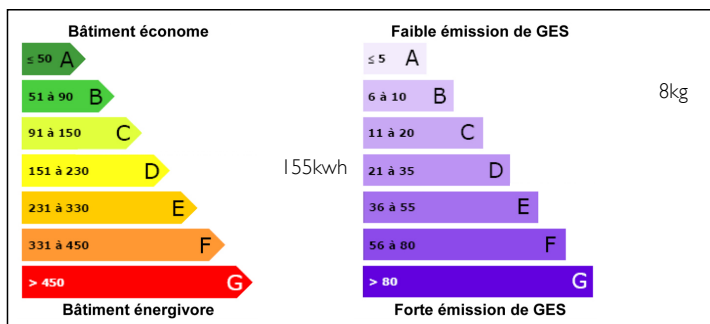 Bâtiment économe
≤ 50 A
51 à 90 B
91 à 150 C
151 à 230 D
155kwh
231 à 330 E
331 à 450 F
> 450 G
Bâtiment énergivore
Faible émission de GES
≤ 5 A
6 à 10 B
8kg
11 à 20 C
21 à 35 D
36 à 55 E
56 à 80 F
> 80 G
Forte émission de GES